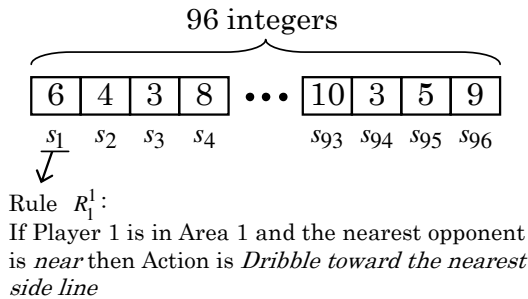 96 integers
6 4 3 8 ••• 10 3 5 9
s1 s2 s3 s4 s93 s94 s95 s96
Rule R^1_1:
If Player 1 is in Area 1 and the nearest opponent
is near then Action is Dribble toward the nearest
side line